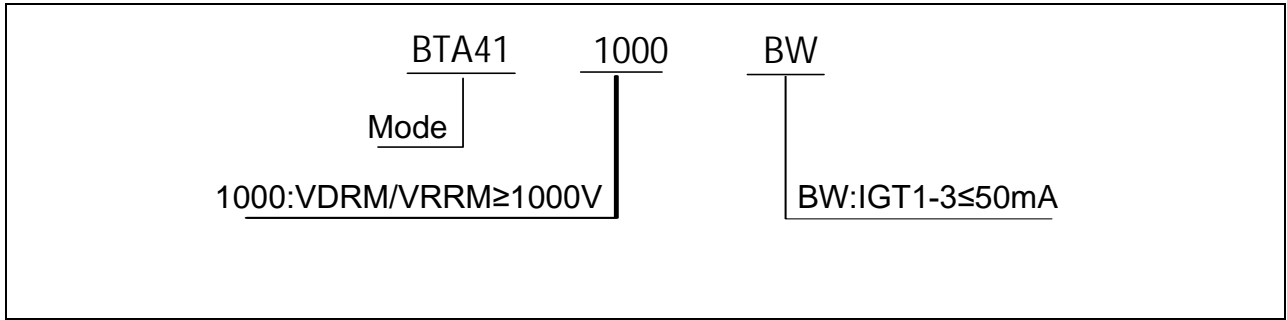 BTA41 1000 BW
Mode
1000:VDRM/VRRM≥1000V BW:IGT1-3≤50mA